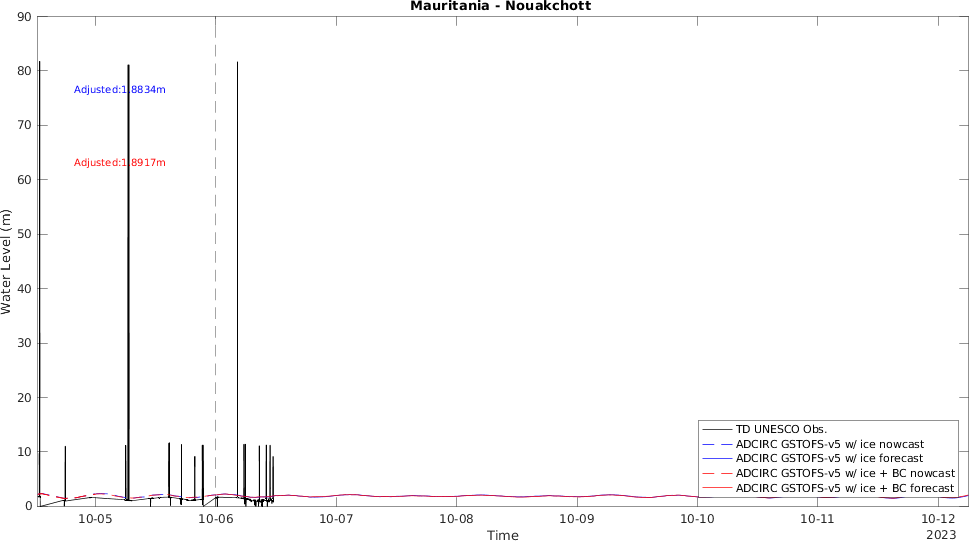 Mauritania - Nouakchott
90
80
70
60
50
40
30
20
10
0
Water Level (m)
Adjusted:1.8834m
Adjusted:1.8917m
TD UNESCO Obs.
ADCIRC GSTOFS-v5 w/ ice nowcast
ADCIRC GSTOFS-v5 w/ ice forecast
ADCIRC GSTOFS-v5 w/ ice + BC nowcast
ADCIRC GSTOFS-v5 w/ ice + BC forecast
10-05 10-06 10-07 10-08 10-09 10-10 10-11 10-12
2023
Time